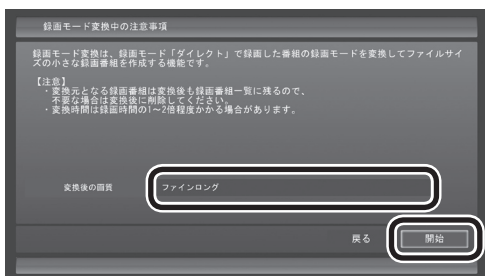 録画モード変換中の注意事項
録画モード変換は、録画モード「ダイレクト」で録画した番組の録画モードを変換してファイルサイ
ズの小さな録画番組を作成する機能です。
【注意】
・変換元となる録画番組は変換後も録画番組一覧に残るので、
不要な場合は変換後に削除してください。
・変換時間は録画時間の1～2倍程度かかる場合があります。
変換後の画質 ファインロング
戻る 開始